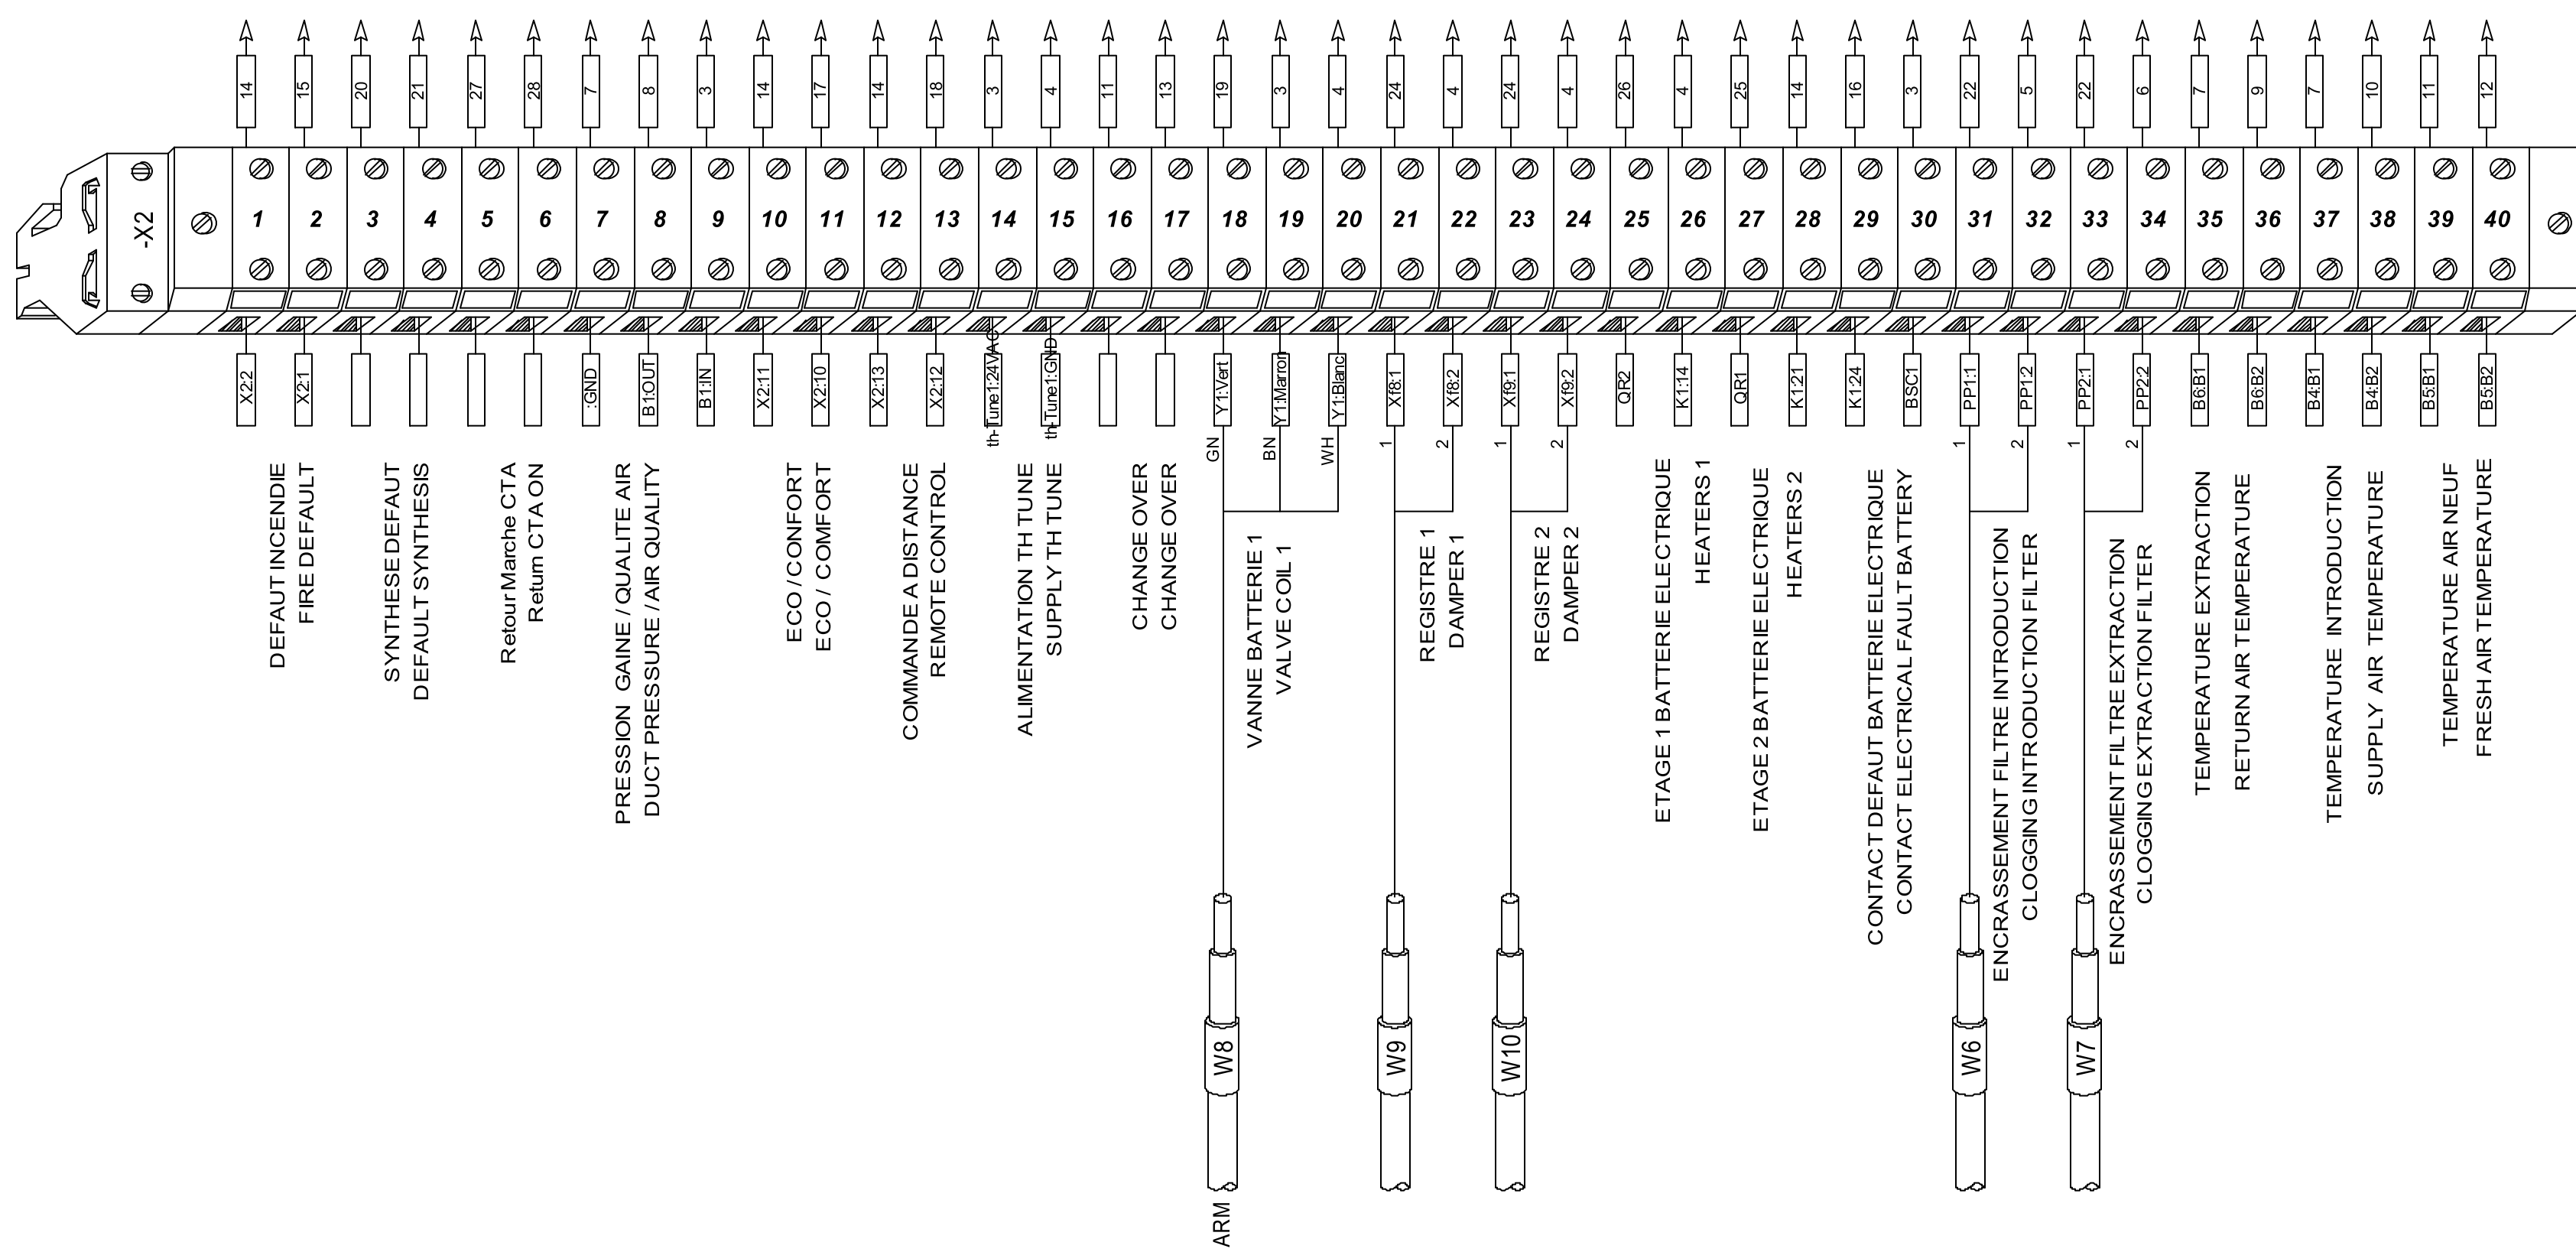 14 15 20 21 27 28 7 8 3 14 17 14 18 3 4 11 13 19 3 4 24 4 24 4 26 4 25 14 16 3 22 5 22 6 7 9 7 10 11 12
-X2
1 2 3 4 5 6 7 8 9 10 11 12 13 14 15 16 17 18 19 20 21 22 23 24 25 26 27 28 29 30 31 32 33 34 35 36 37 38 39 40
X2:2 X2:1 :GND B1:OUT B1:IN X2:11 X2:10 X2:13 X2:12 th-Tune1:24VAC th-Tune1:GND Y1:Vert Y1:Marron Y1:Blanc Xf8:1 Xf8:2 Xf9:1 Xf9:2 QR2 K1:14 QR1 K1:21 K1:24 BSC1 PP1:1 PP1:2 PP2:1 PP2:2 B6:B1 B6:B2 B4:B1 B4:B2 B5:B1 B5:B2
GN BN WH 1 2 1 2 1 2 1 2
DEFAUT INCENDIE
FIRE DEFAULT
SYNTHESE DEFAUT
DEFAULT SYNTHESIS
Retour Marche CTA
Return CTA ON
PRESSION GAINE / QUALITE AIR
DUCT PRESSURE / AIR QUALITY
ECO / CONFORT
ECO / COMFORT
COMMANDE A DISTANCE
REMOTE CONTROL
ALIMENTATION TH TUNE
SUPPLY TH TUNE
CHANGE OVER
CHANGE OVER
VANNE BATTERIE 1
VALVE COIL 1
REGISTRE 1
DAMPER 1
REGISTRE 2
DAMPER 2
ETAGE 1 BATTERIE ELECTRIQUE
HEATERS 1
ETAGE 2 BATTERIE ELECTRIQUE
HEATERS 2
CONTACT DEFAUT BATTERIE ELECTRIQUE
CONTACT ELECTRICAL FAULT BATTERY
ENCRASSEMENT FILTRE INTRODUCTION
CLOGGING INTRODUCTION FILTER
ENCRASSEMENT FILTRE EXTRACTION
CLOGGING EXTRACTION FILTER
TEMPERATURE EXTRACTION
RETURN AIR TEMPERATURE
TEMPERATURE INTRODUCTION
SUPPLY AIR TEMPERATURE
TEMPERATURE AIR NEUF
FRESH AIR TEMPERATURE
W8 W9 W10 W6 W7
ARM